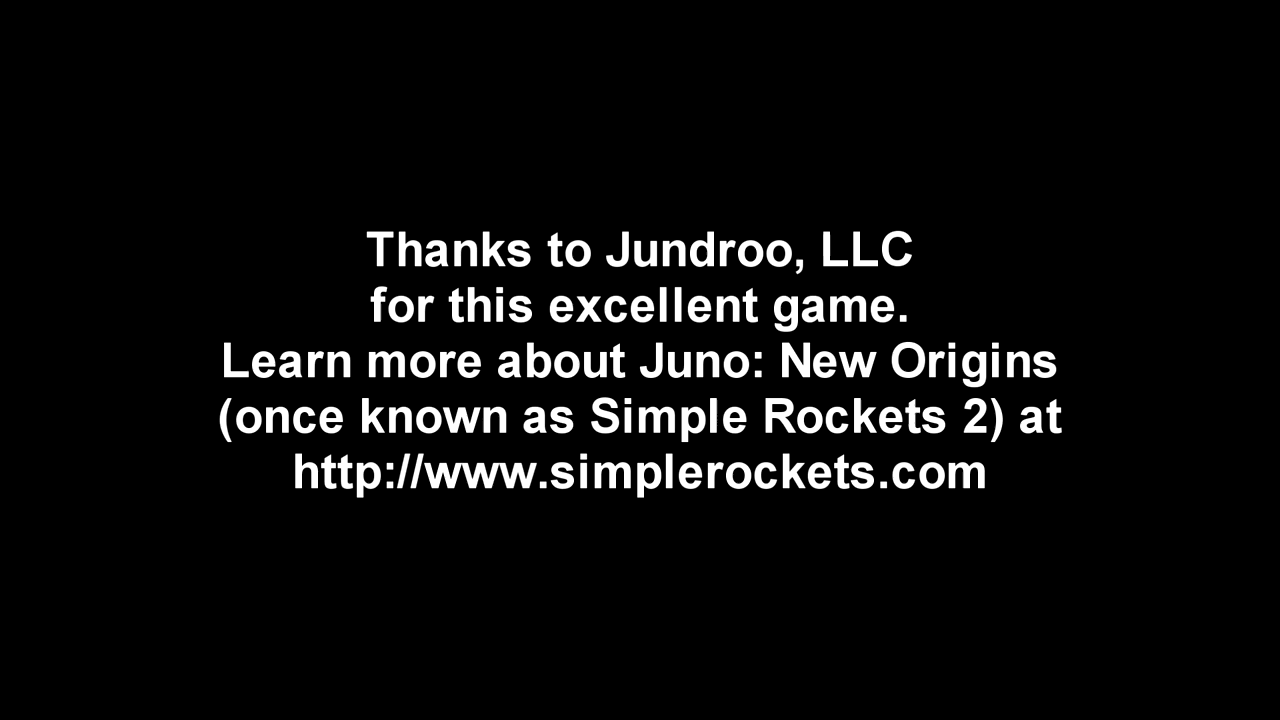 Thanks to Jundroo, LLC
for this excellent game.
Learn more about Juno: New Origins
(once known as Simple Rockets 2) at
http://www.simplerockets.com